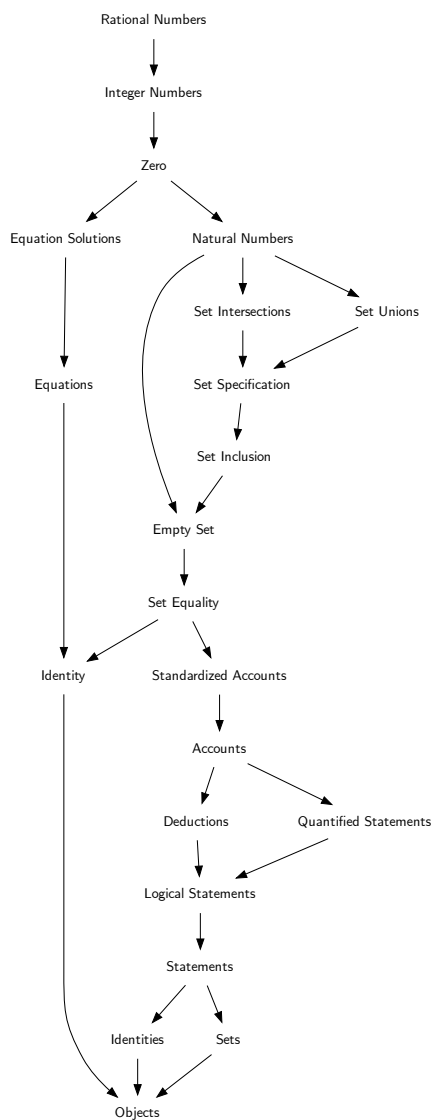 Rational Numbers
Integer Numbers
Zero
Equation Solutions
Natural Numbers
Set Intersections
Set Unions
Equations
Set Specification
Set Inclusion
Empty Set
Set Equality
Identity
Standardized Accounts
Accounts
Deductions
Quantified Statements
Logical Statements
Statements
Identities
Sets
Objects